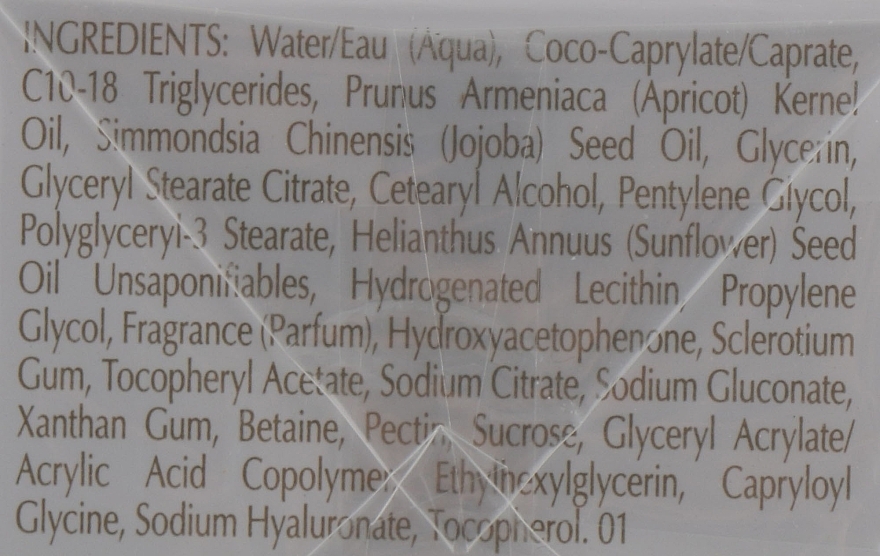 INGREDIENTS: Water/Eau (Aqua), Coco-Caprylate/Caprate,
C10-18 Triglycerides, Prunus Armeniaca (Apricot) Kernel
Oil, Simmondsia Chinensis (Jojoba) Seed Oil, Glycerin,
Glyceryl Stearate Citrate, Cetearyl Alcohol, Pentylene Glycol,
Polyglyceryl-3 Stearate, Helianthus Annuus (Sunflower) Seed
Oil Unsaponifiables, Hydrogenated Lecithin, Propylene
Glycol, Fragrance (Parfum), Hydroxyacetophenone, Sclerotium
Gum, Tocopheryl Acetate, Sodium Citrate, Sodium Gluconate,
Xanthan Gum, Betaine, Pectin, Sucrose, Glyceryl Acrylate/
Acrylic Acid Copolymer, Ethylhexylglycerin, Capryloyl
Glycine, Sodium Hyaluronate, Tocopherol. 01